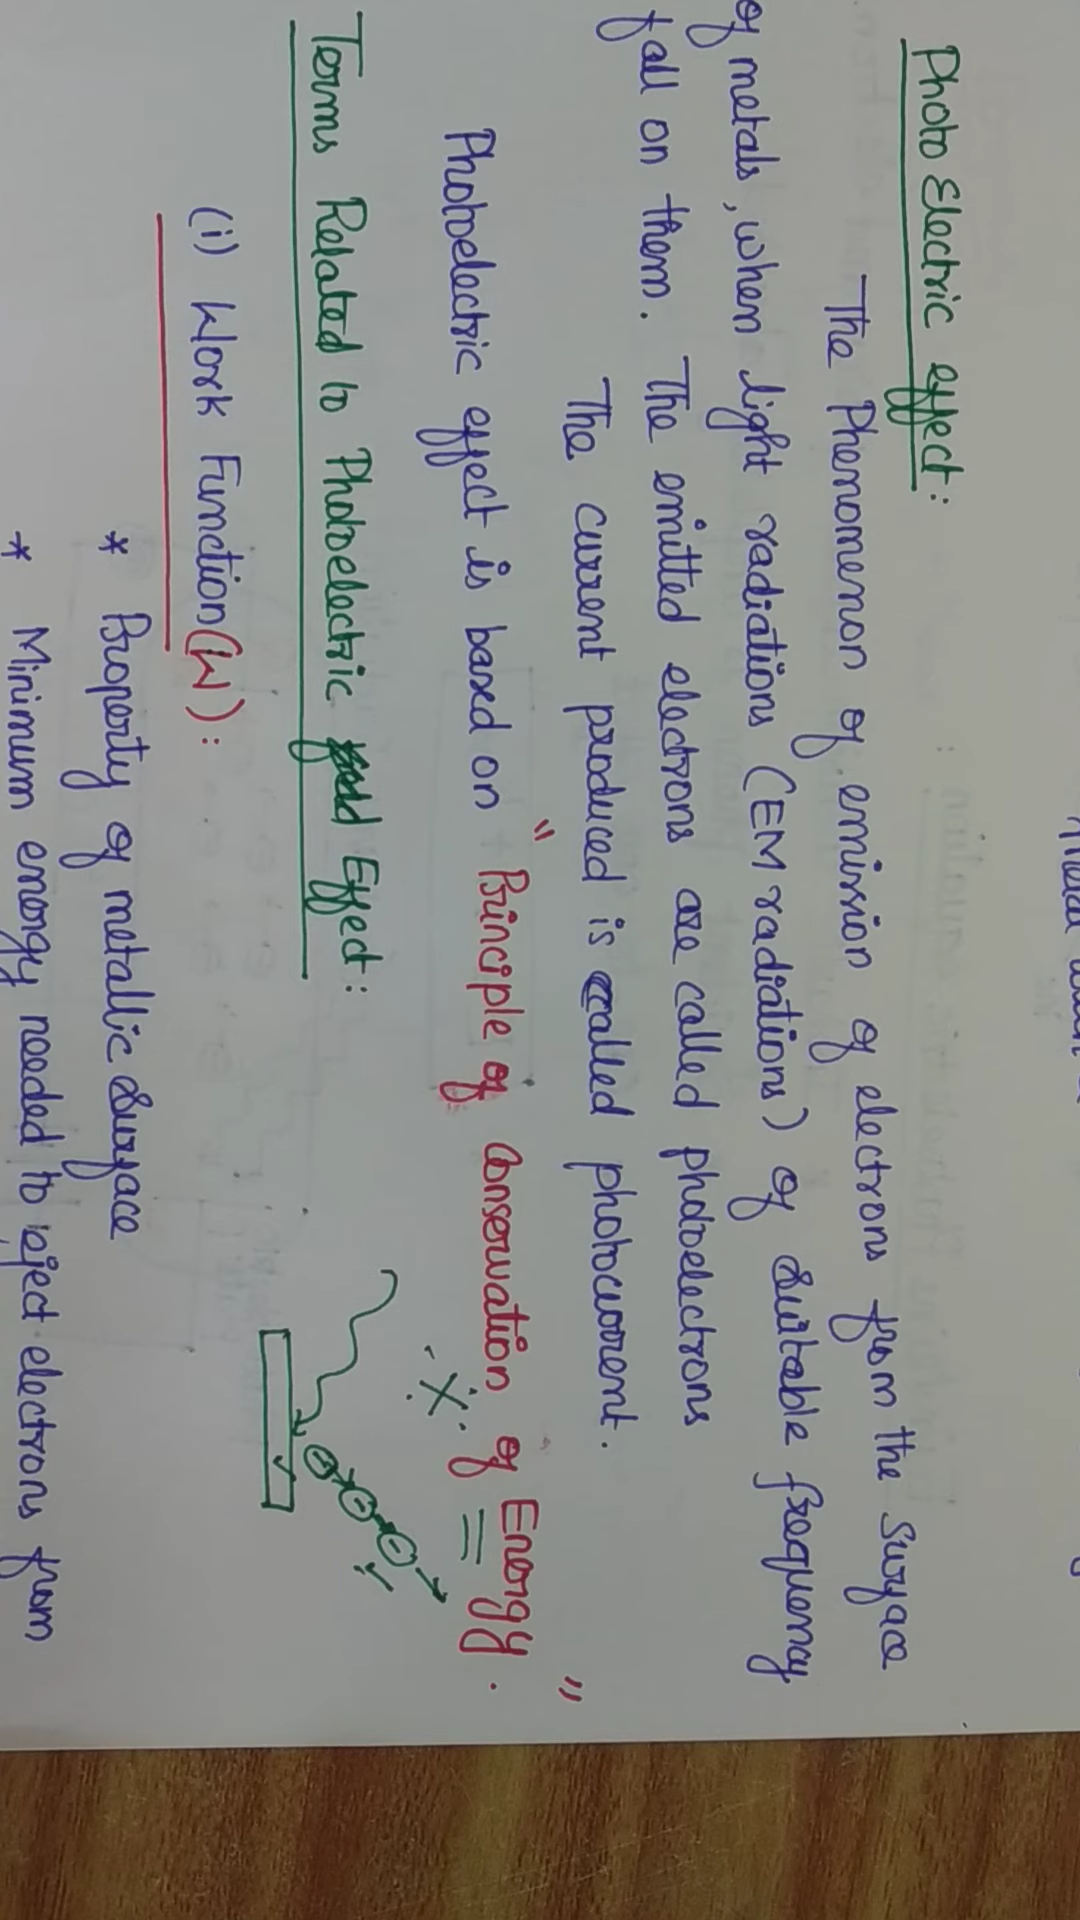 Photo Electric effect:
The Phenomenon of emission of electrons from the surface
of metals, when light radiations (EM radiations) of suitable frequency
fall on them. The emitted electrons are called photoelectrons
The current produced is called photocurrent.
Photoelectric effect is based on "Principle of conservation of Energy."
Terms Related to Photoelectric Effect:
(i) Work Function (W):
* Property of metallic surface
* Minimum energy needed to eject electrons from